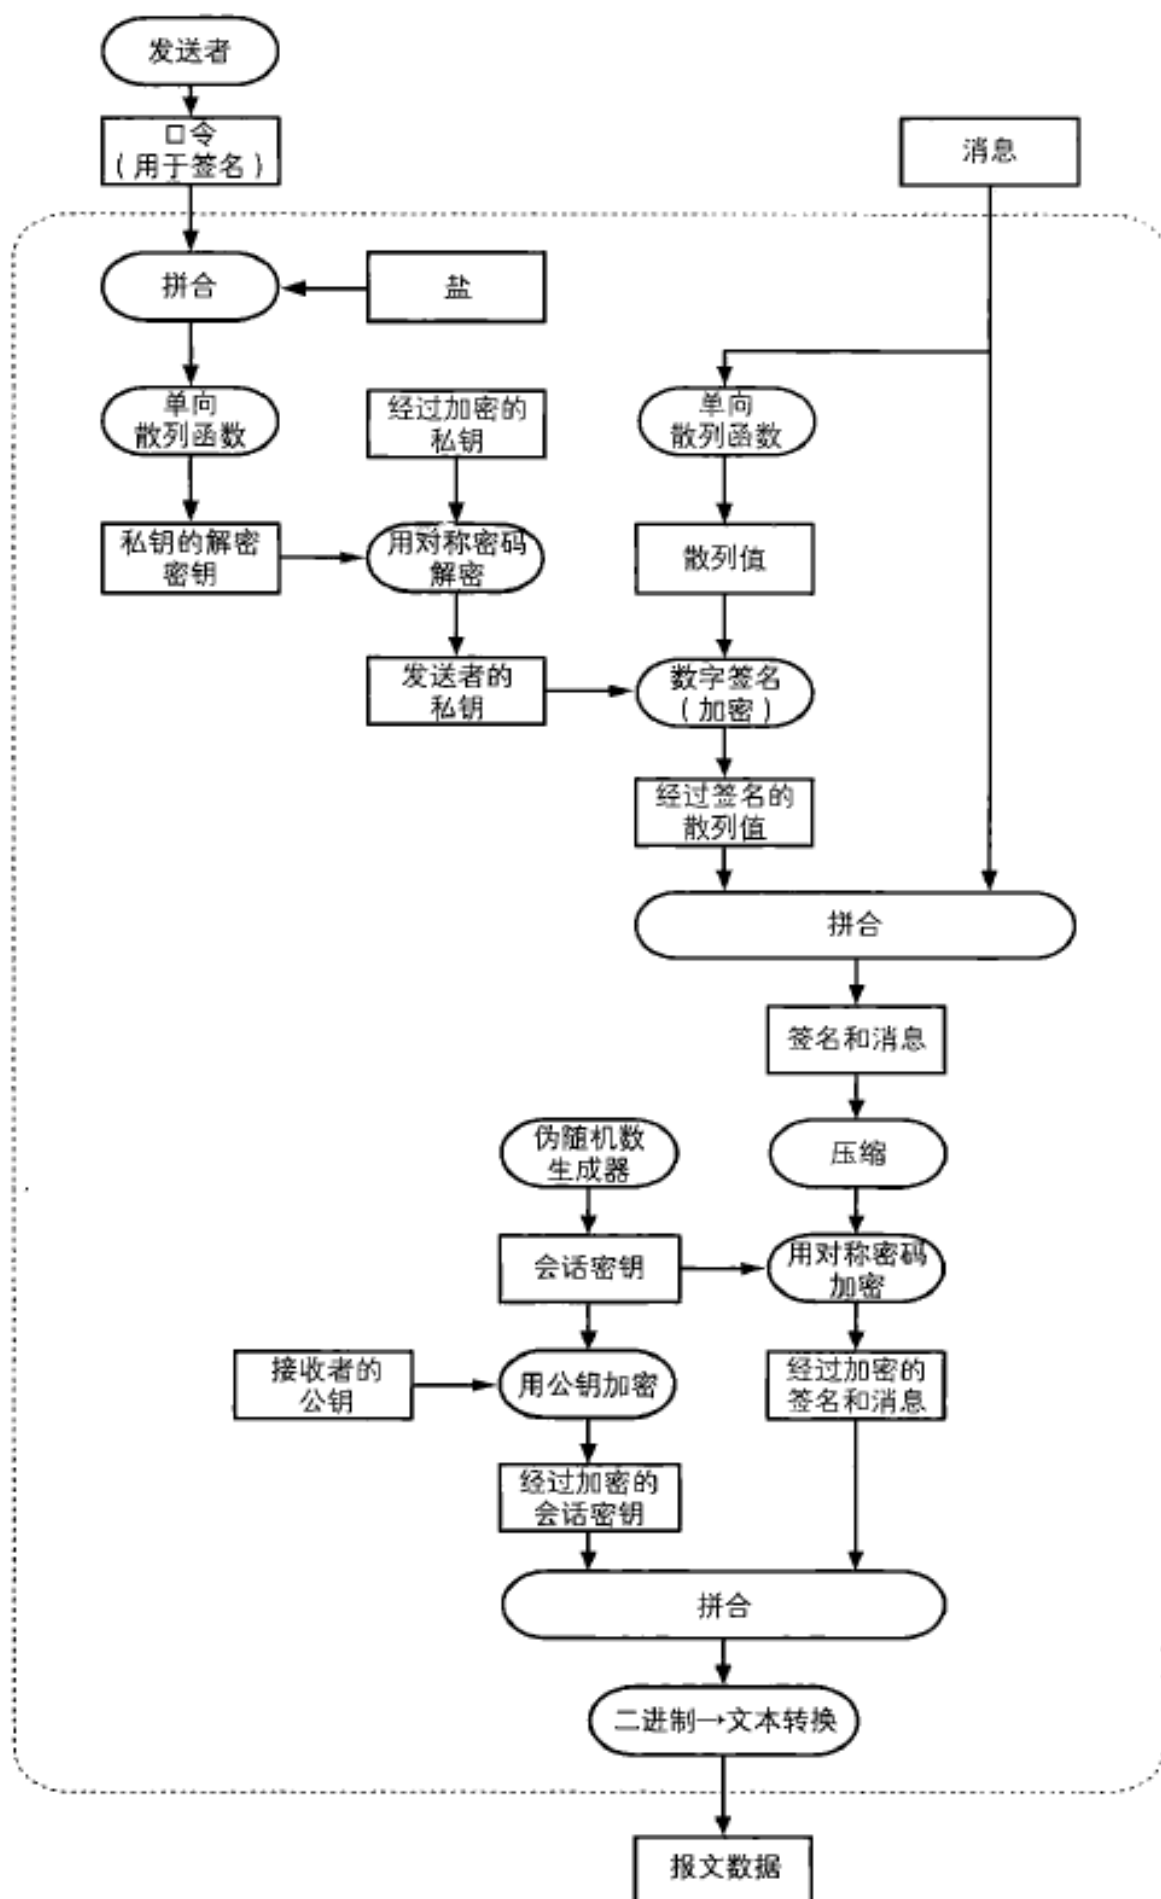 发送者
口令
（用于签名）
消息
拼合
盐
单向
散列函数
经过加密的
私钥
单向
散列函数
私钥的解密
密钥
用对称密码
解密
散列值
发送者的
私钥
数字签名
（加密）
经过签名的
散列值
拼合
签名和消息
伪随机数
生成器
压缩
会话密钥
用对称密码
加密
接收者的
公钥
用公钥加密
经过加密的
签名和消息
经过加密的
会话密钥
拼合
二进制→文本转换
报文数据